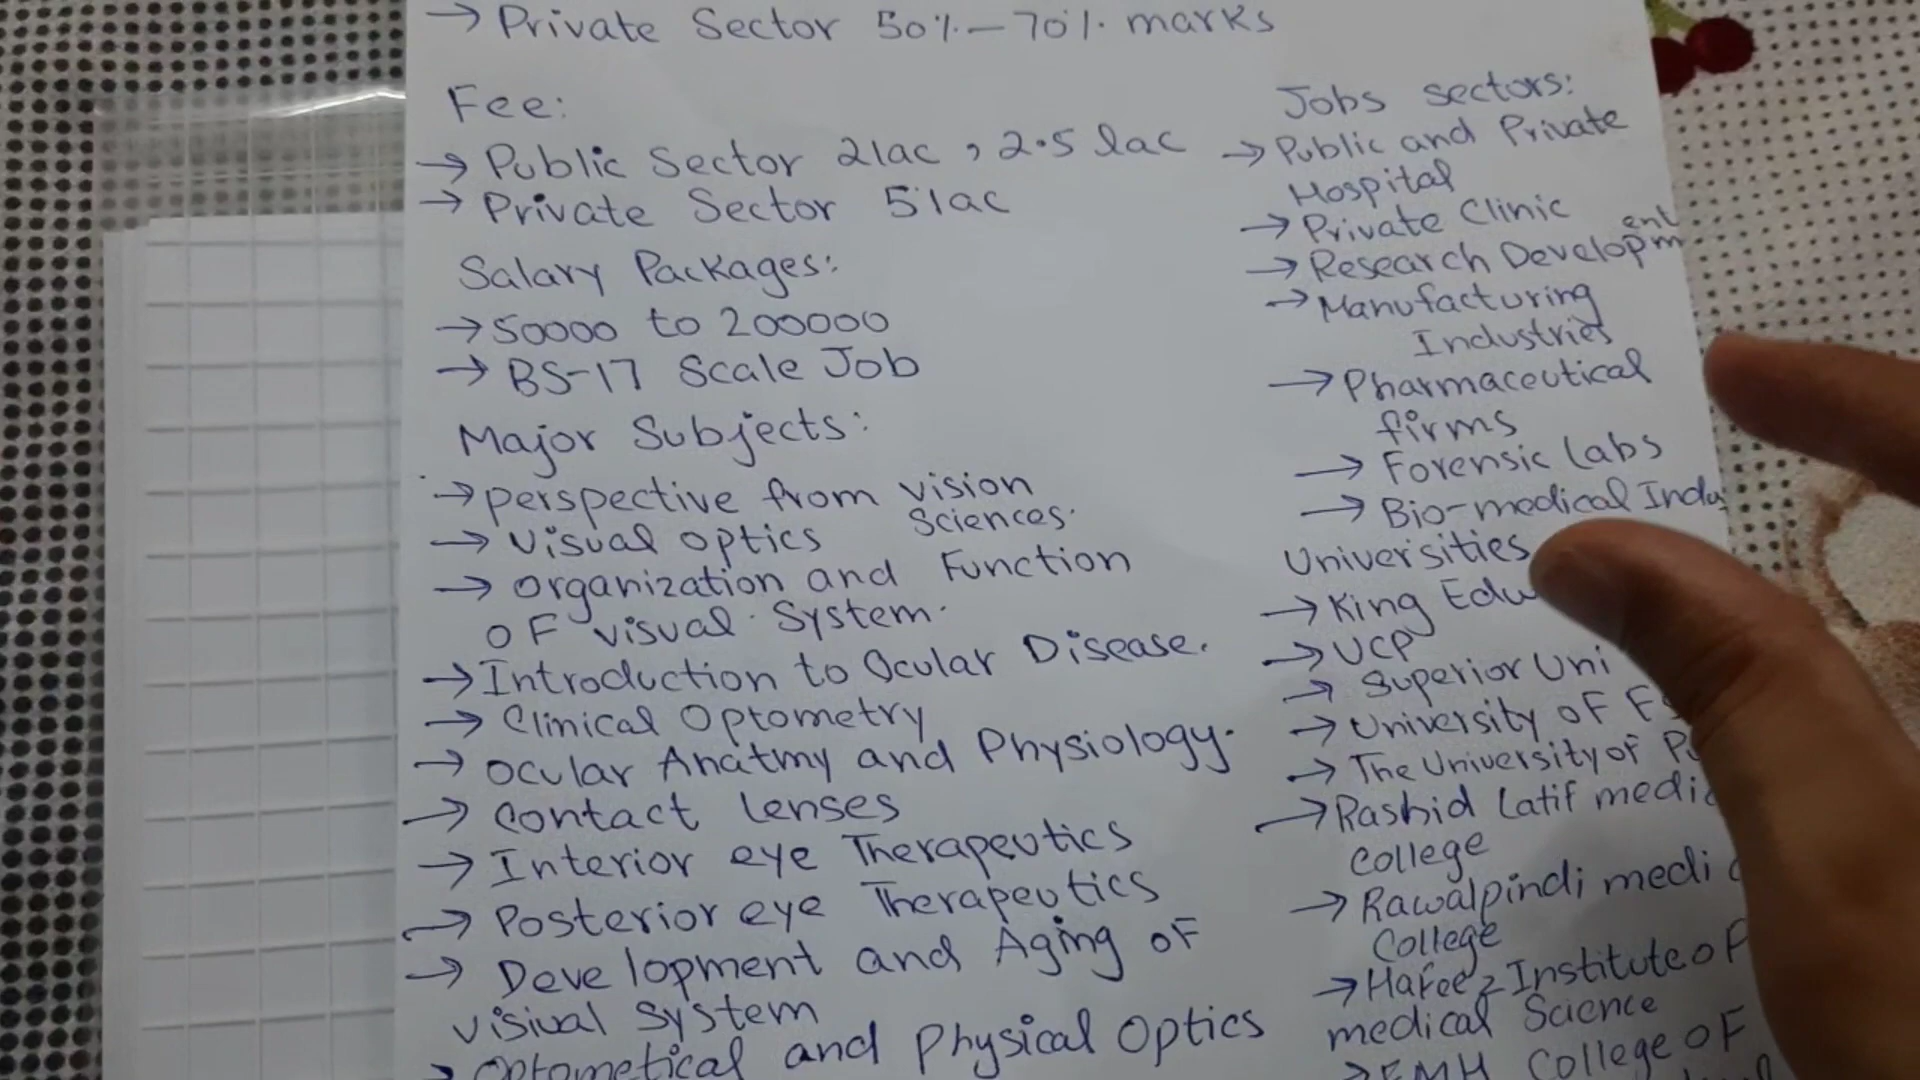 → Private Sector 50%-70% marks
Fee:
→ Public Sector 2lac, 2.5 lac
→ Private Sector 5lac
Salary Packages:
→ 50000 to 200000
→ BS-17 Scale Job
Major Subjects:
→ perspective from vision
Sciences.
→ Visual optics
→ organization and Function
OF visual System.
→ Introduction to Ocular Disease.
→ Clinical Optometry
→ Ocular Anatmy and Physiology.
→ Contact lenses
→ Interior eye Therapeutics
→ Posterior eye Therapeutics
→ Development and Aging OF
visiual System
→ Optometical and Physical Optics
Jobs sectors:
→ Public and Private
Hospital
→ Private Clinic
→ Research Development
→ Manufacturing
Industries
→ Pharmaceutical
firms
→ Forensic labs
→ Bio-medical Indu
Universities
→ King Edw
→ UCP
→ Superior Uni
→ University OF F
→ The University of
→ Rashid Latif medic
College
→ Rawalpindi medi
College
→ Hafeez Institute of
medical Science
→ College OF